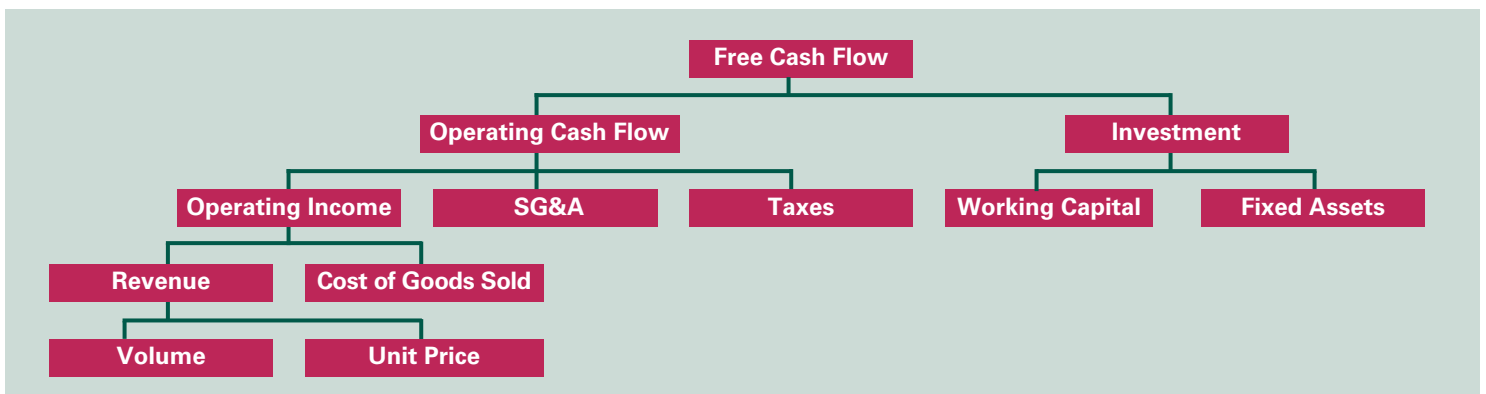 Free Cash Flow
Operating Cash Flow
Investment
Operating Income
SG&A
Taxes
Working Capital
Fixed Assets
Revenue
Cost of Goods Sold
Volume
Unit Price